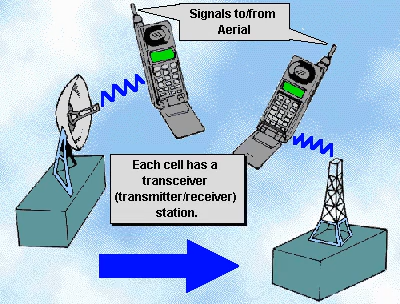 Signals to/from
Aerial
Each cell has a
transceiver
(transmitter/receiver)
station.